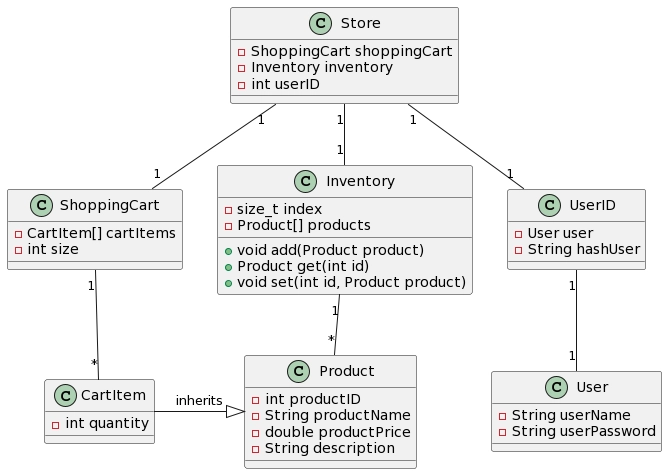 C Store
ShoppingCart shoppingCart
Inventory inventory
int userID
1 1 1
1 1 1
C ShoppingCart
CartItem[] cartItems
int size
C Inventory
size_t index
Product[] products
void add(Product product)
Product get(int id)
void set(int id, Product product)
C UserID
User user
String hashUser
1 1 1
* * 1
C CartItem
int quantity
inherits
C Product
int productID
String productName
double productPrice
String description
C User
String userName
String userPassword